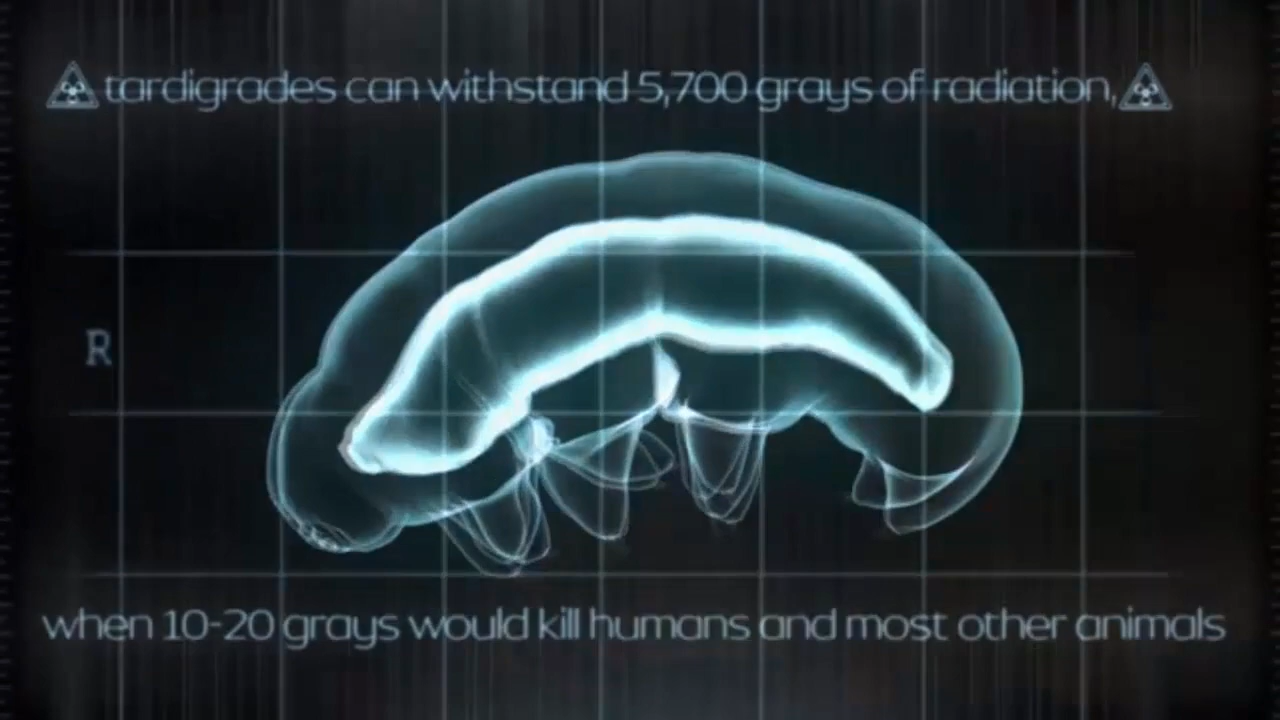 tardigrades can withstand 5,700 grays of radiation,
R
when 10-20 grays would kill humans and most other animals